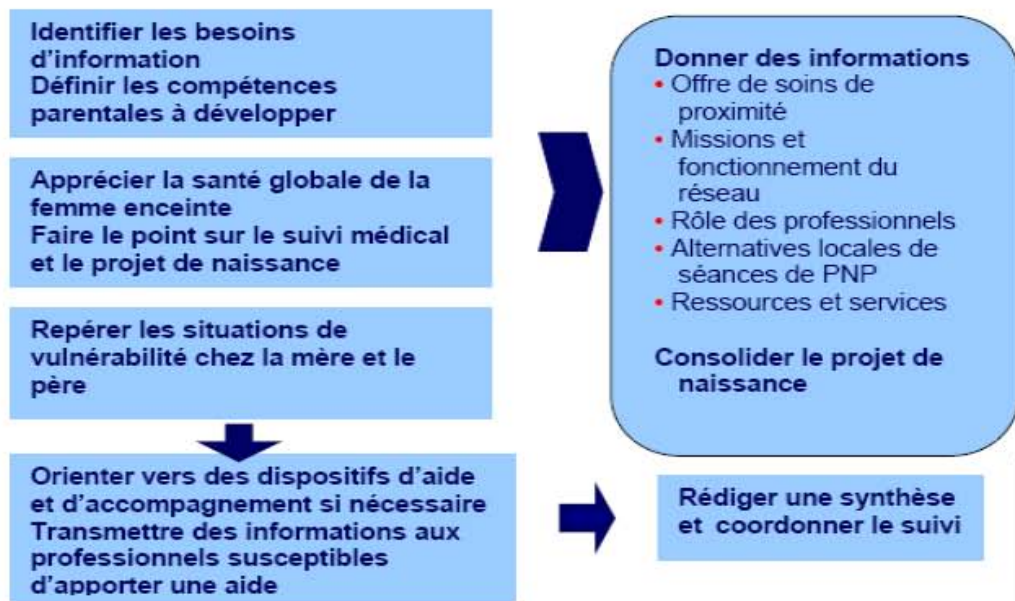 Identifier les besoins
d'information
Définir les compétences
parentales à développer
Apprécier la santé globale de la
femme enceinte
Faire le point sur le suivi médical
et le projet de naissance
Repérer les situations de
vulnérabilité chez la mère et le
père
Orienter vers des dispositifs d'aide
et d'accompagnement si nécessaire
Transmettre des informations aux
professionnels susceptibles
d'apporter une aide
Donner des informations
• Offre de soins de
proximité
• Missions et
fonctionnement du
réseau
• Rôle des professionnels
• Alternatives locales de
séances de PNP
• Ressources et services
Consolider le projet de
naissance
Rédiger une synthèse
et coordonner le suivi